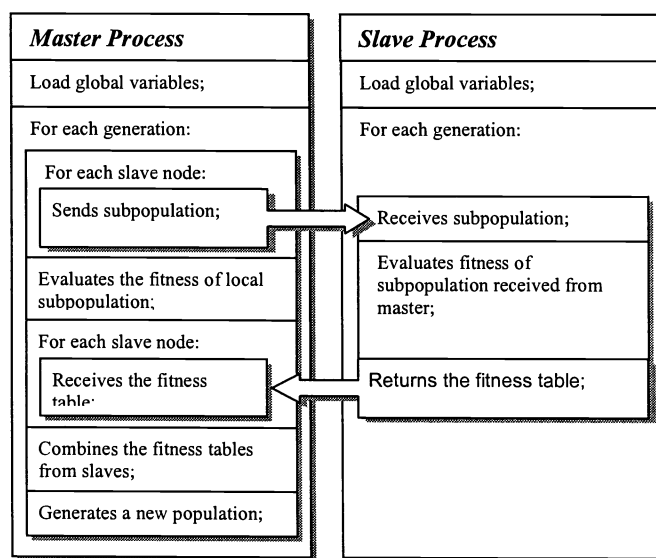 Master Process
Load global variables;
For each generation:
For each slave node:
Sends subpopulation;
Evaluates the fitness of local
subpopulation;
For each slave node:
Receives the fitness
table;
Combines the fitness tables
from slaves;
Generates a new population;
Slave Process
Load global variables;
For each generation:
Receives subpopulation;
Evaluates fitness of
subpopulation received from
master;
Returns the fitness table;